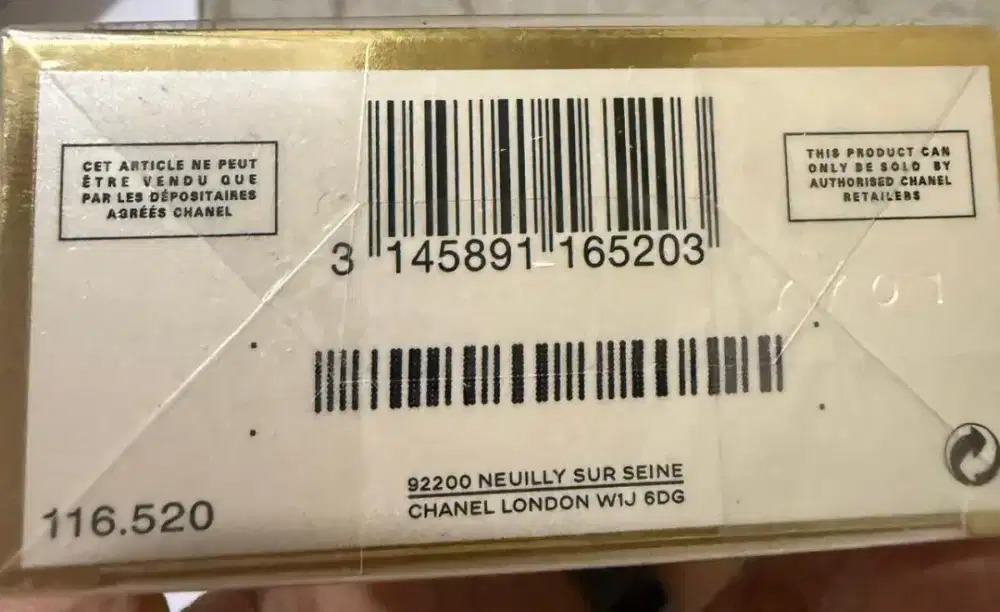 CET ARTICLE NE PEUT
ÊTRE VENDU QUE
PAR LES DÉPOSITAIRES
AGRÉÉS CHANEL
THIS PRODUCT CAN
ONLY BE SOLD BY
AUTHORISED CHANEL
RETAILERS
3 145891 165203
92200 NEUILLY SUR SEINE
CHANEL LONDON W1J 6DG
116.520